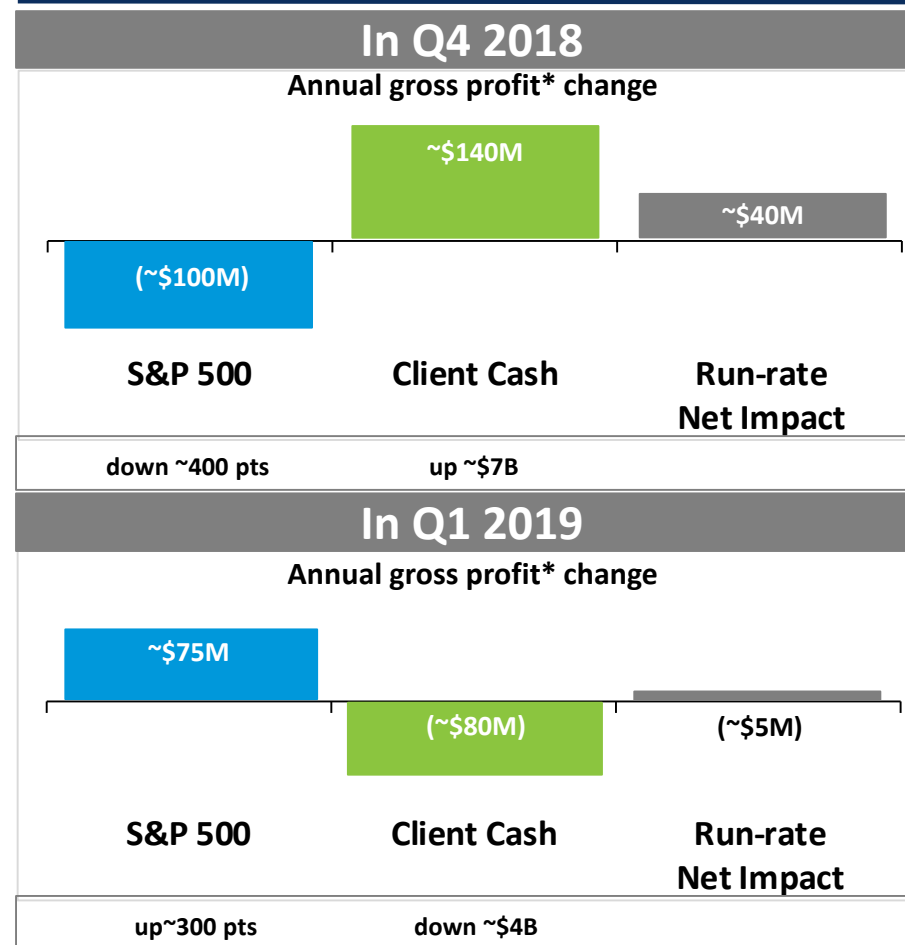 In Q4 2018
Annual gross profit* change
~$140M
~$40M
(~$100M)
S&P 500 Client Cash Run-rate
Net Impact
down ~400 pts up ~$7B
In Q1 2019
Annual gross profit* change
~$75M
(~$80M) (~$5M)
S&P 500 Client Cash Run-rate
Net Impact
up~300 pts down ~$4B